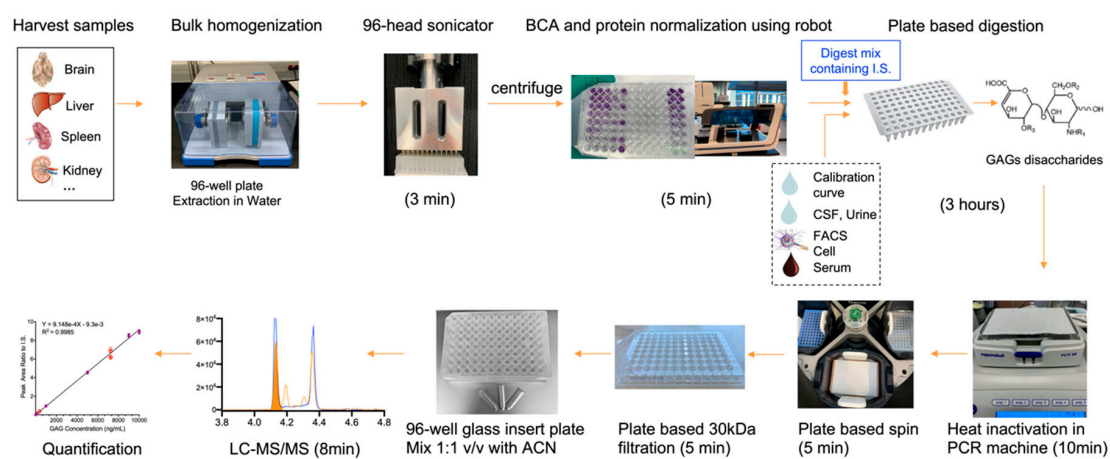 Harvest samples
Bulk homogenization
96-head sonicator
BCA and protein normalization using robot
Plate based digestion
Brain
Liver
Spleen
Kidney
...
96-well plate
Extraction in Water
(3 min)
centrifuge
(5 min)
Digest mix
containing I.S.
Calibration
curve
CSF, Urine
FACS
Cell
Serum
HOOC
O
OH
OR₃
O
CH₂OR₂
O
OH
OH
NHR₁
GAGs disaccharides
(3 hours)
Y = 9.148e-4X - 9.3e-3
R² = 0.9985
Peak Area Ratio to I.S.
10
8
6
4
2
0
2000
4000
6000
8000
10000
GAG Concentration (ng/mL)
Quantification
8×10⁴
6×10⁴
4×10⁴
2×10⁴
0
3.8
4.0
4.2
4.4
4.6
4.8
LC-MS/MS (8min)
96-well glass insert plate
Mix 1:1 v/v with ACN
Plate based 30kDa
filtration (5 min)
Plate based spin
(5 min)
eppendorf
Heat inactivation in
PCR machine (10min)